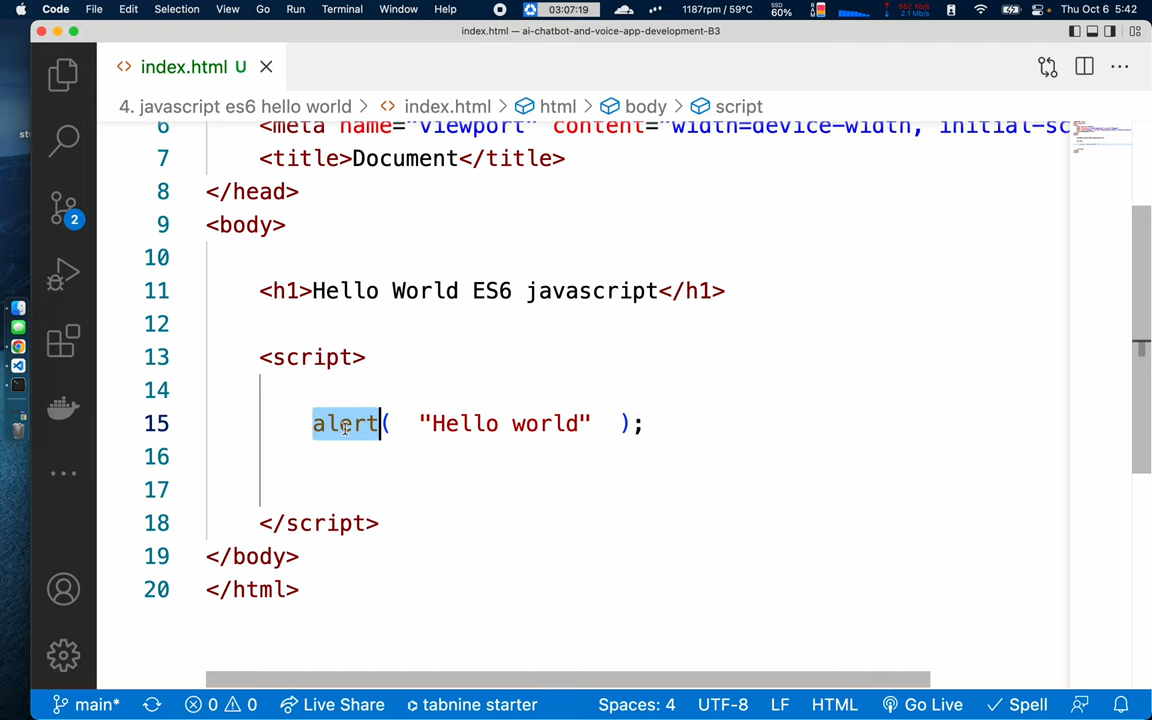 Code File Edit Selection View Go Run Terminal Window Help 03:07:19 1187rpm / 59°C SSD 60% 2.1 Mb/s Thu Oct 6 5:42
index.html — ai-chatbot-and-voice-app-development-B3
<> index.html U
4. javascript es6 hello world > <> index.html > html > body > script
6 <meta name="viewport" content="width=device-width, initial-sc
7 <title>Document</title>
8 </head>
9 <body>
10
11 <h1>Hello World ES6 javascript</h1>
12
13 <script>
14
15 alert( "Hello world" );
16
17
18 </script>
19 </body>
20 </html>
2
main* 0 0 Live Share tabnine starter Spaces: 4 UTF-8 LF HTML Go Live Spell